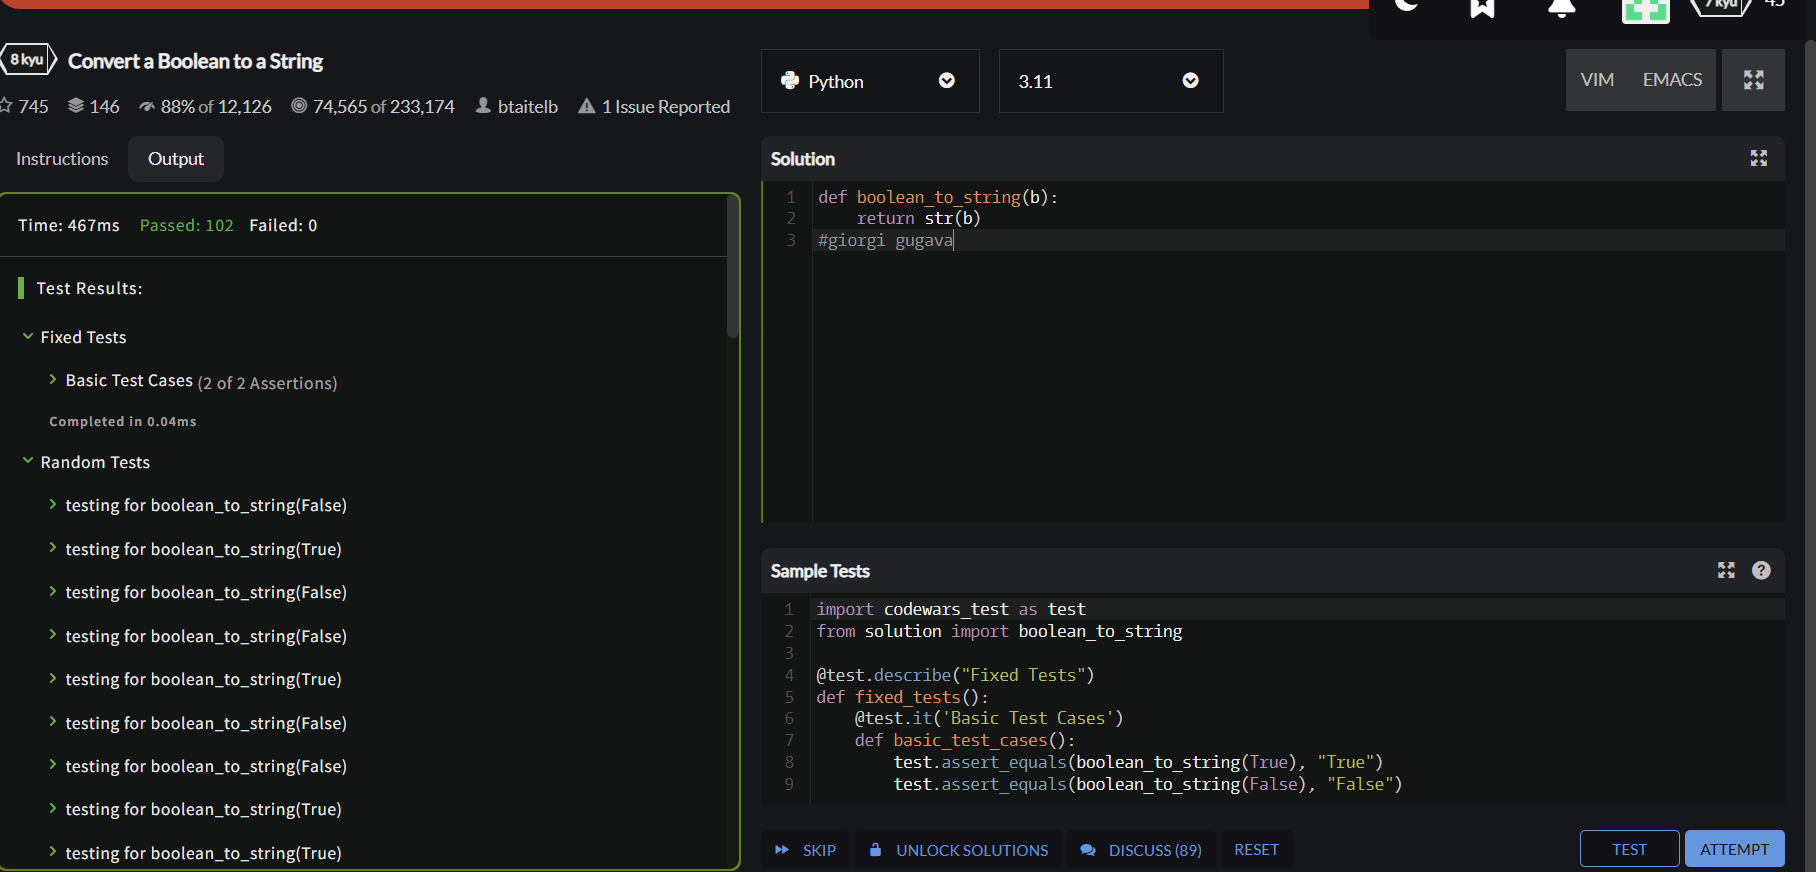 7 kyu 45
8 kyu Convert a Boolean to a String
745 146 88% of 12,126 74,565 of 233,174 btaitelb 1 Issue Reported
Instructions Output
Time: 467ms Passed: 102 Failed: 0
Test Results:
Fixed Tests
Basic Test Cases (2 of 2 Assertions)
Completed in 0.04ms
Random Tests
testing for boolean_to_string(False)
testing for boolean_to_string(True)
testing for boolean_to_string(False)
testing for boolean_to_string(False)
testing for boolean_to_string(True)
testing for boolean_to_string(False)
testing for boolean_to_string(False)
testing for boolean_to_string(True)
testing for boolean_to_string(True)
Python 3.11 VIM EMACS
Solution
1 def boolean_to_string(b):
2     return str(b)
3 #giorgi gugava
Sample Tests ?
1 import codewars_test as test
2 from solution import boolean_to_string
3
4 @test.describe("Fixed Tests")
5 def fixed_tests():
6     @test.it('Basic Test Cases')
7     def basic_test_cases():
8         test.assert_equals(boolean_to_string(True), "True")
9         test.assert_equals(boolean_to_string(False), "False")
SKIP UNLOCK SOLUTIONS DISCUSS (89) RESET TEST ATTEMPT